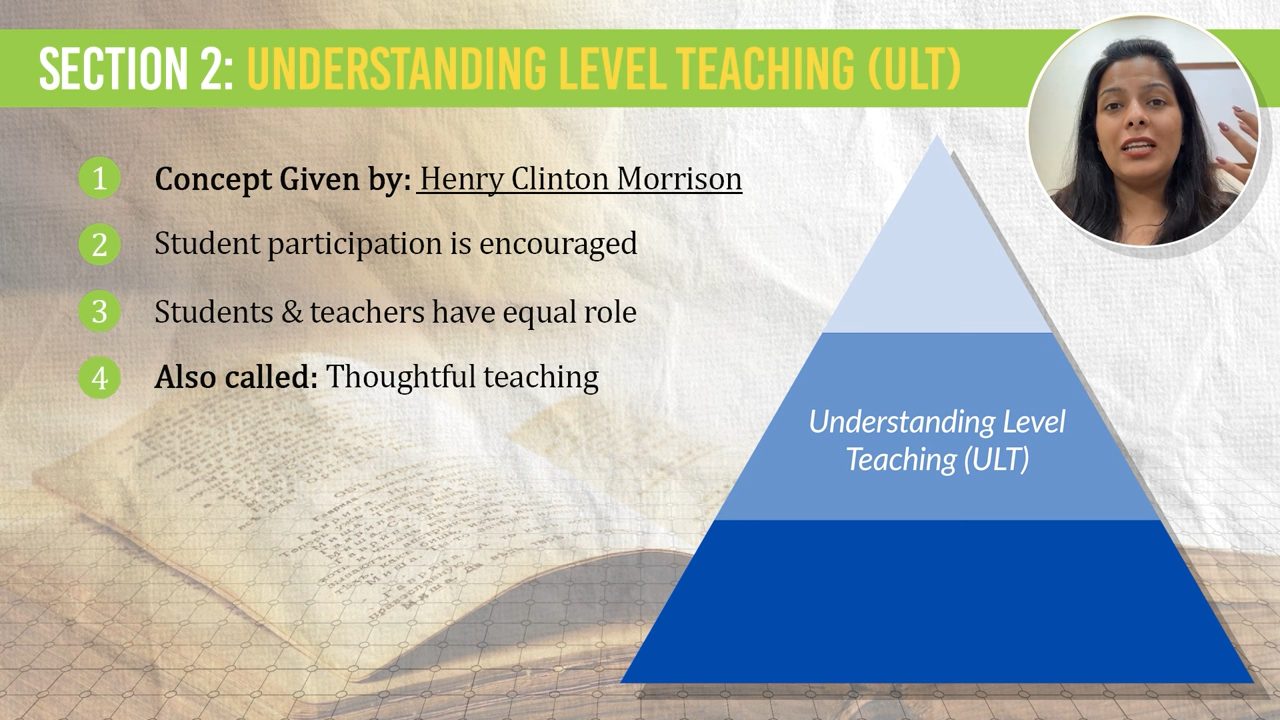 SECTION 2: UNDERSTANDING LEVEL TEACHING (ULT)
1 Concept Given by: Henry Clinton Morrison
2 Student participation is encouraged
3 Students & teachers have equal role
4 Also called: Thoughtful teaching
Understanding Level
Teaching (ULT)